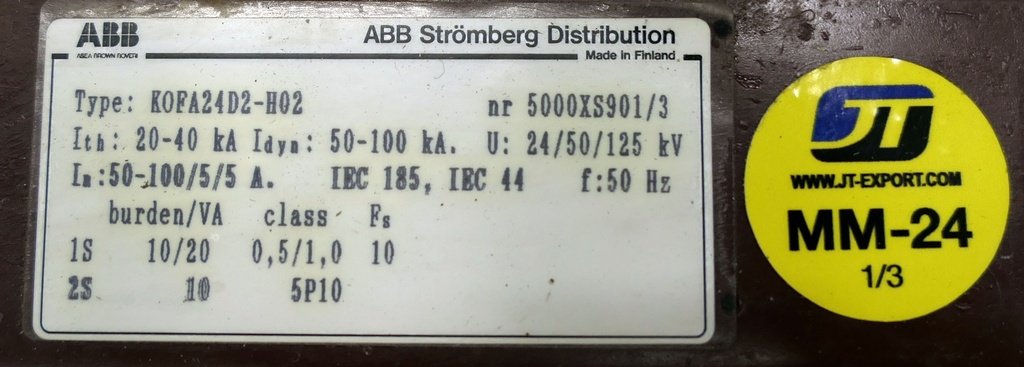 ABB
ASEA BROWN BOVERI
ABB Strömberg Distribution
Made in Finland
Type: KOFA24D2-H02 nr 5000XS901/3
Ith: 20-40 kA Idyn: 50-100 kA. U: 24/50/125 kV
In:50-100/5/5 A. IEC 185, IEC 44 f:50 Hz
burden/VA class Fs
1S 10/20 0,5/1,0 10
2S 10 5P10
JT
WWW.JT-EXPORT.COM
MM-24
1/3